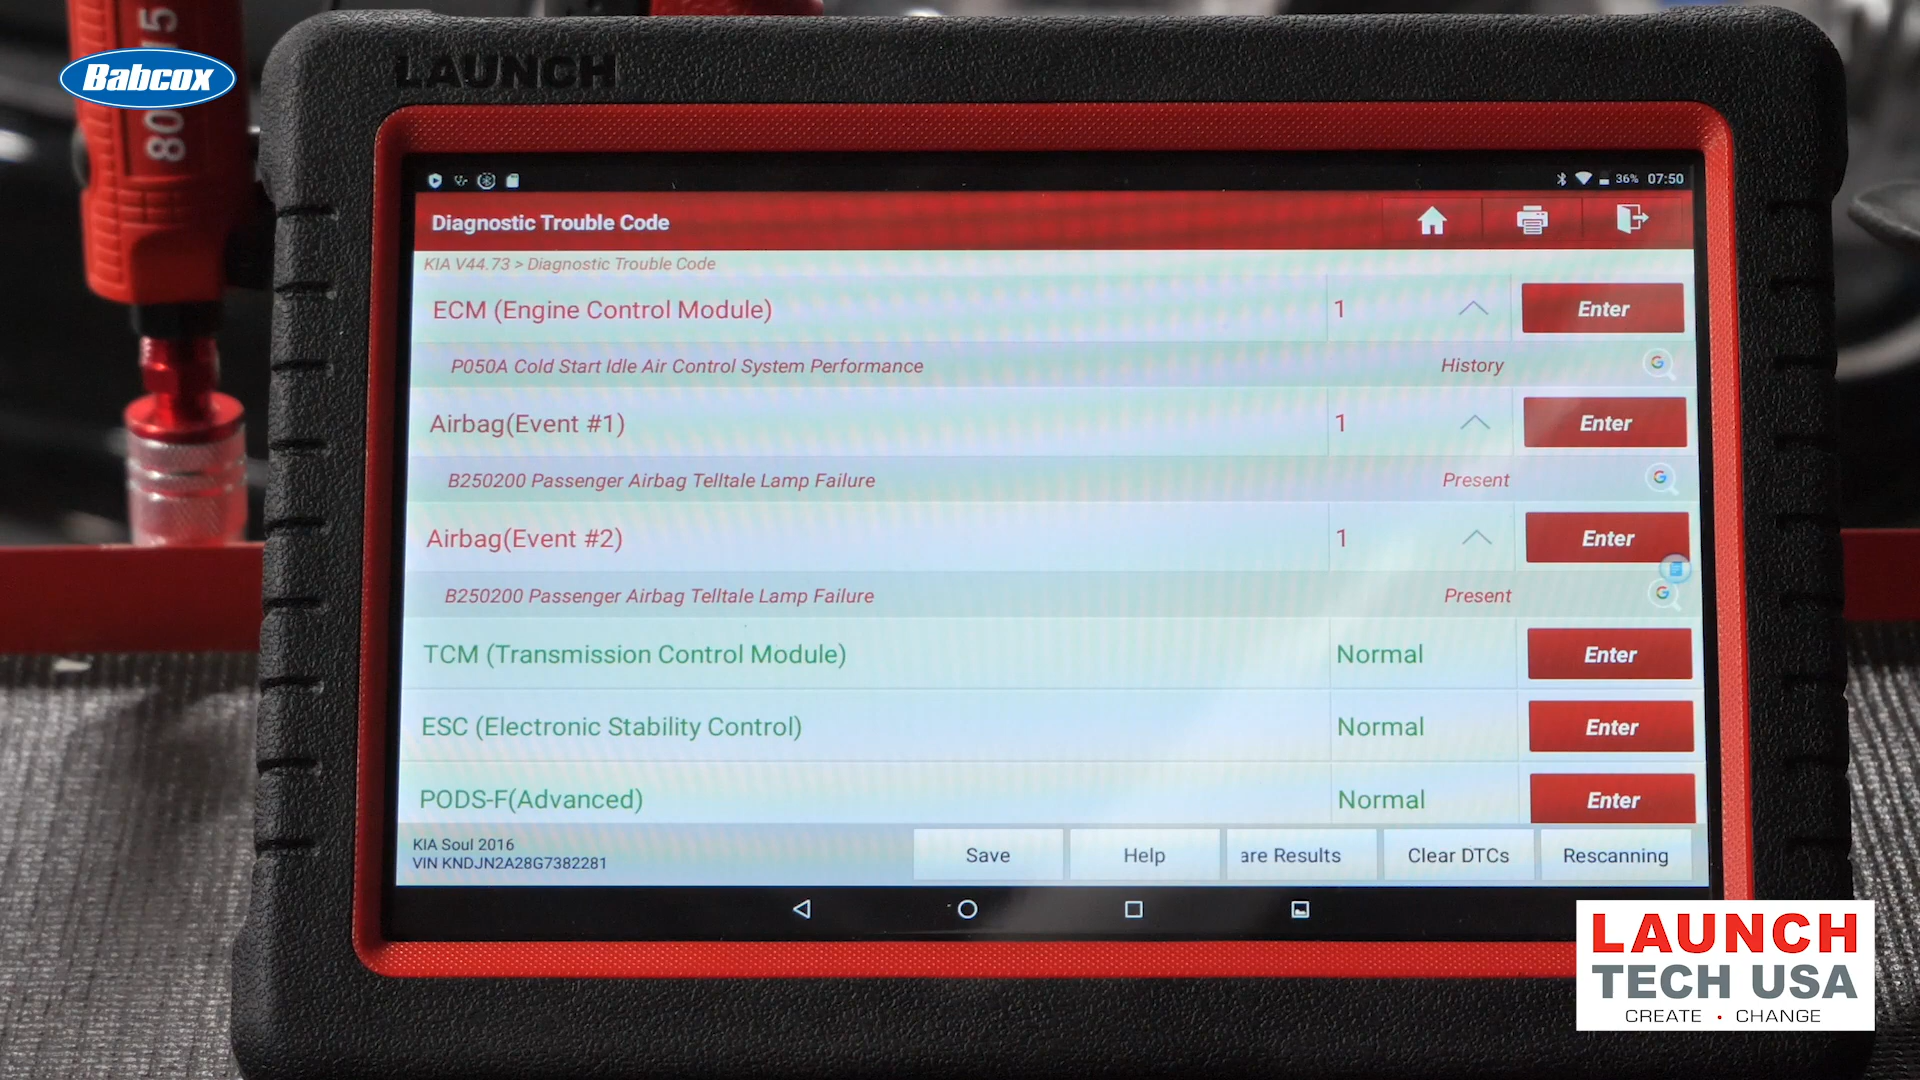 Babcox
LAUNCH
36% 07:50
Diagnostic Trouble Code
KIA V44.73 > Diagnostic Trouble Code
ECM (Engine Control Module) 1 Enter
P050A Cold Start Idle Air Control System Performance History
Airbag(Event #1) 1 Enter
B250200 Passenger Airbag Telltale Lamp Failure Present
Airbag(Event #2) 1 Enter
B250200 Passenger Airbag Telltale Lamp Failure Present
TCM (Transmission Control Module) Normal Enter
ESC (Electronic Stability Control) Normal Enter
PODS-F(Advanced) Normal Enter
KIA Soul 2016
VIN KNDJN2A28G7382281
Save Help are Results Clear DTCs Rescanning
LAUNCH
TECH USA
CREATE • CHANGE